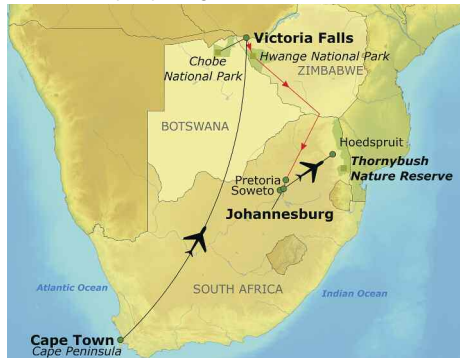 Victoria Falls
Chobe
National Park
Hwange National Park
ZIMBABWE
BOTSWANA
Hoedspruit
Thornybush
Nature Reserve
Pretoria
Soweto
Johannesburg
Atlantic Ocean
SOUTH AFRICA
Indian Ocean
Cape Town
Cape Peninsula